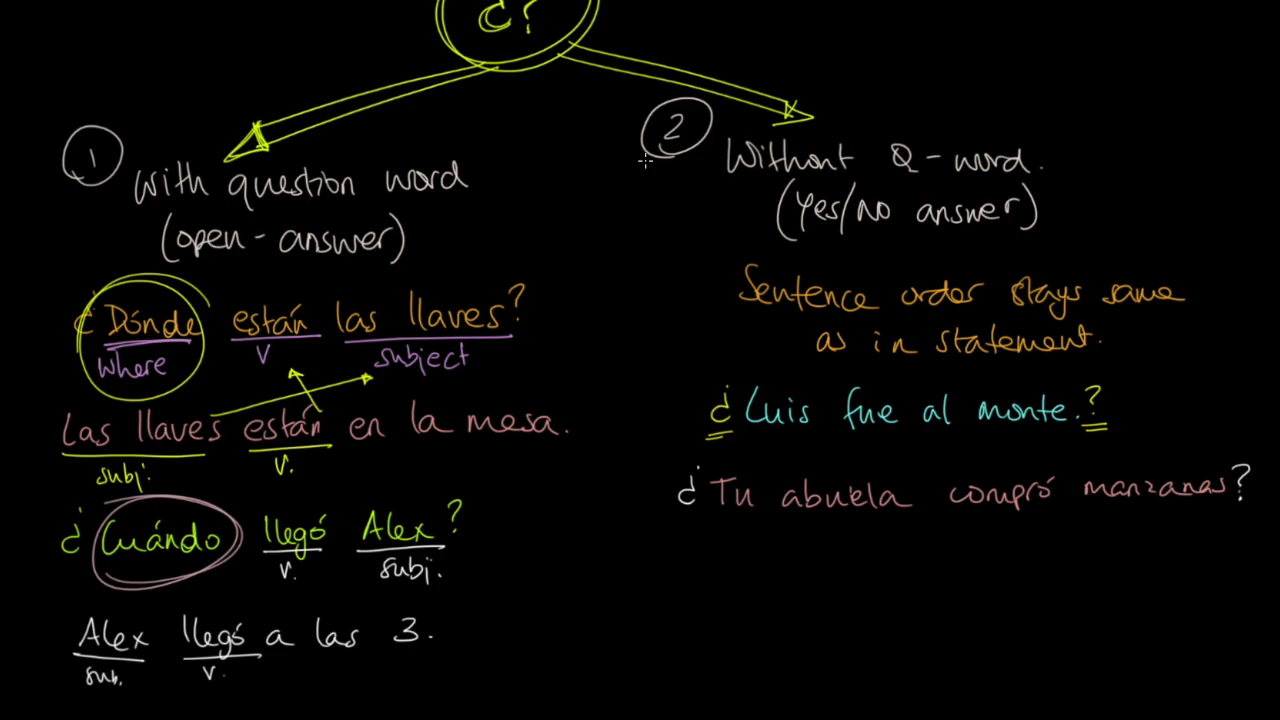 ¿?
1
With question word
(open-answer)
¿Dónde están las llaves?
where v subject
Las llaves están en la mesa.
subj. v.
¿Cuándo llegó Alex?
v. subj.
Alex llegó a las 3.
sub. v.
2
Without Q-word.
(Yes/no answer)
Sentence order stays same
as in statement.
¿Luis fue al monte.?
¿Tu abuela compró manzanas?